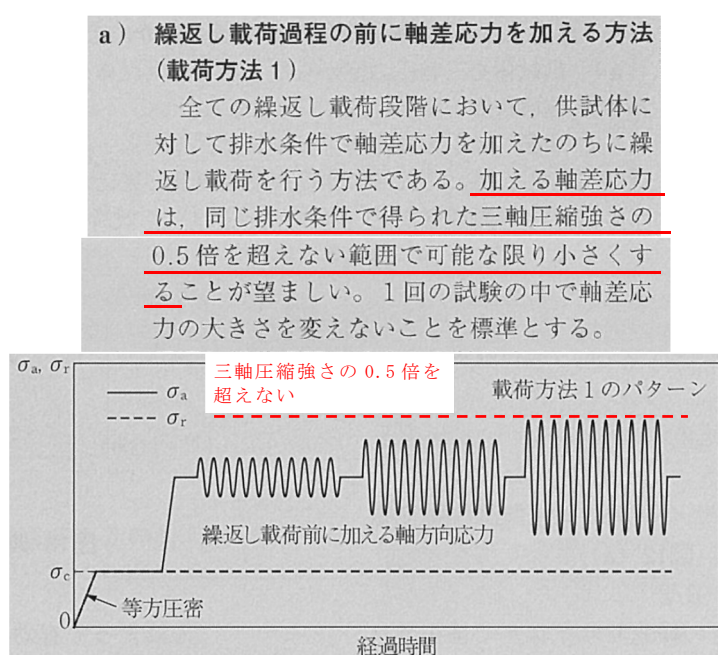 a） 繰返し載荷過程の前に軸差応力を加える方法
(載荷方法1)
全ての繰返し載荷段階において，供試体に
対して排水条件で軸差応力を加えたのちに繰
返し載荷を行う方法である。加える軸差応力
は，同じ排水条件で得られた三軸圧縮強さの
0.5倍を超えない範囲で可能な限り小さくす
ることが望ましい。1回の試験の中で軸差応
力の大きさを変えないことを標準とする。
σa, σr
三軸圧縮強さの 0.5 倍を
超えない
載荷方法1のパターン
σa
σr
繰返し載荷前に加える軸方向応力
σc
等方圧密
0
経過時間